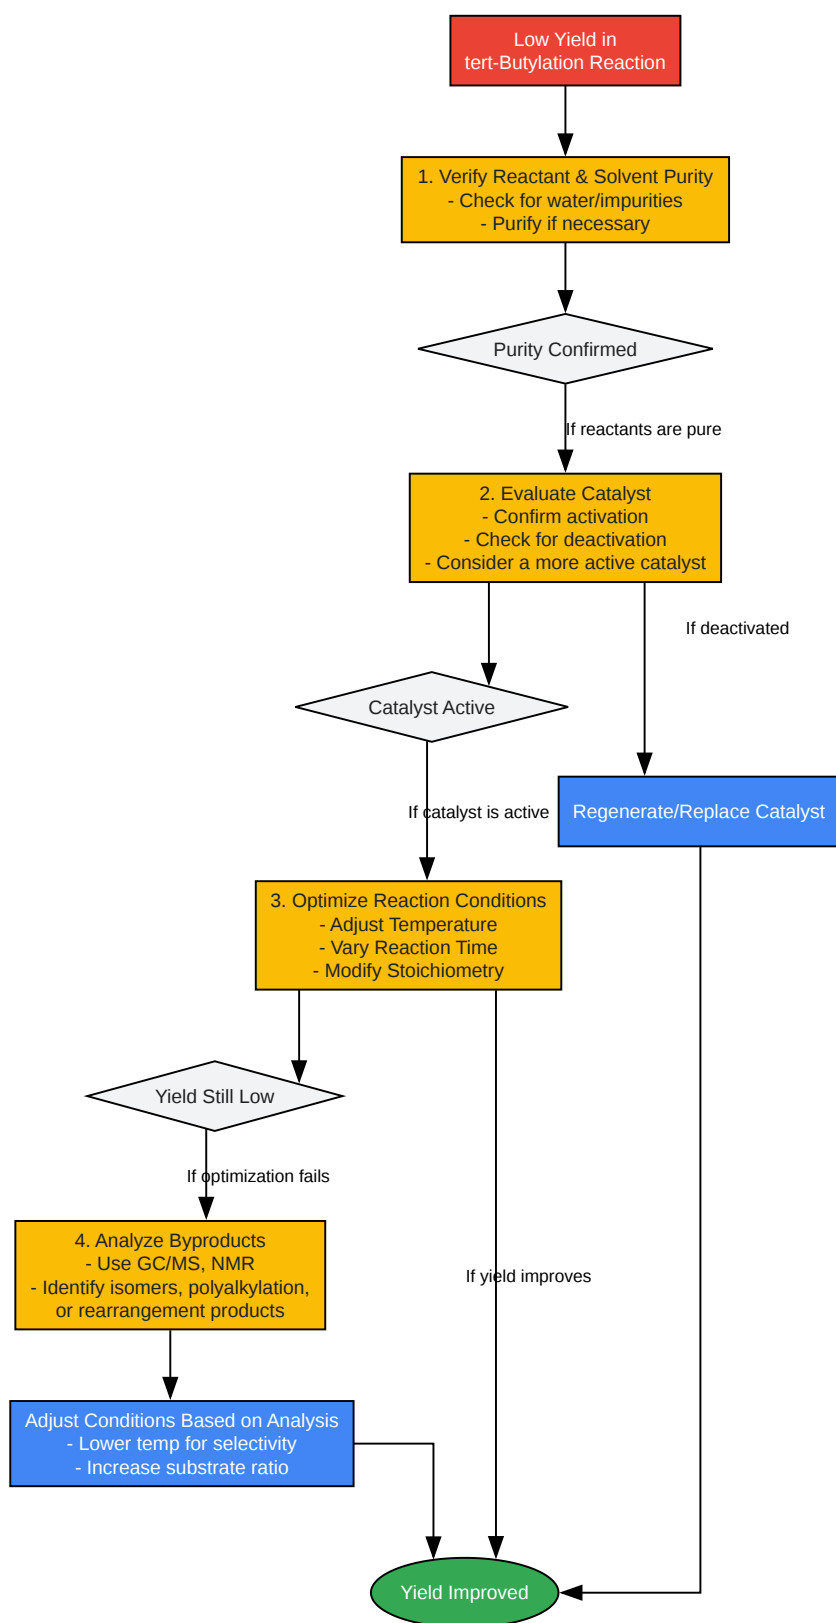 Low Yield in
tert-Butylation Reaction
1. Verify Reactant & Solvent Purity
- Check for water/impurities
- Purify if necessary
Purity Confirmed
If reactants are pure
2. Evaluate Catalyst
- Confirm activation
- Check for deactivation
- Consider a more active catalyst
If deactivated
Catalyst Active
If catalyst is active
Regenerate/Replace Catalyst
3. Optimize Reaction Conditions
- Adjust Temperature
- Vary Reaction Time
- Modify Stoichiometry
Yield Still Low
If optimization fails
4. Analyze Byproducts
- Use GC/MS, NMR
- Identify isomers, polyalkylation,
or rearrangement products
If yield improves
Adjust Conditions Based on Analysis
- Lower temp for selectivity
- Increase substrate ratio
Yield Improved